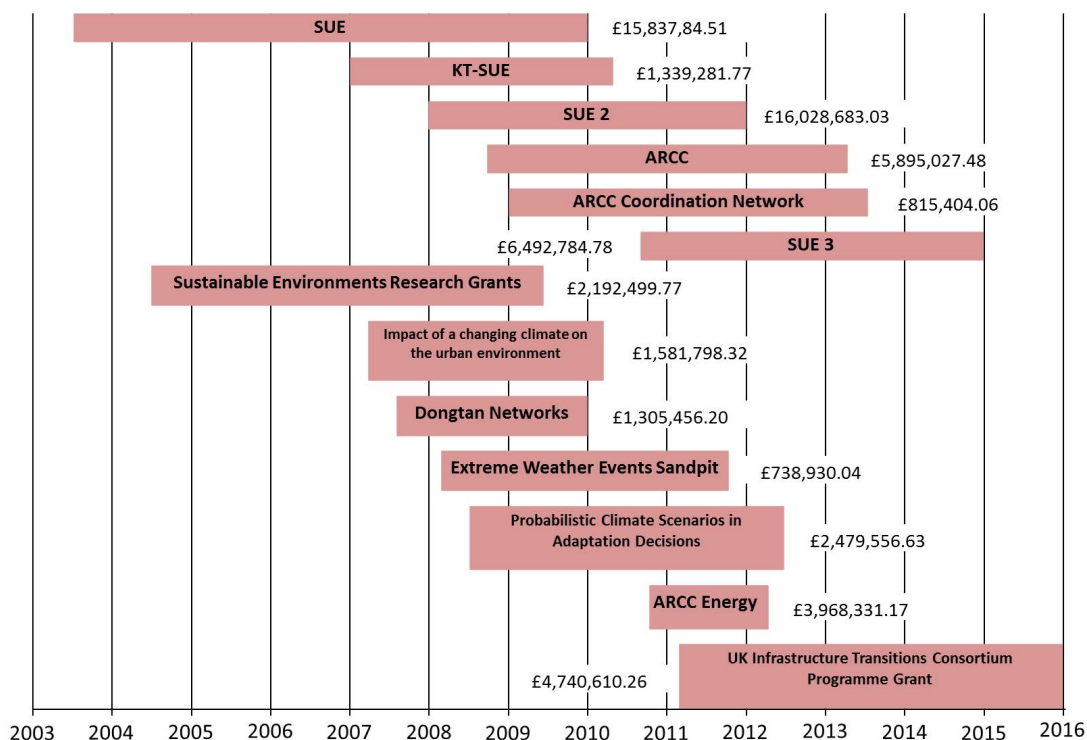 SUE
£15,837,84.51
KT-SUE
£1,339,281.77
SUE 2
£16,028,683.03
ARCC
£5,895,027.48
ARCC Coordination Network
£815,404.06
£6,492,784.78
SUE 3
Sustainable Environments Research Grants
£2,192,499.77
Impact of a changing climate on
the urban environment
£1,581,798.32
Dongtan Networks
£1,305,456.20
Extreme Weather Events Sandpit
£738,930.04
Probabilistic Climate Scenarios in
Adaptation Decisions
£2,479,556.63
ARCC Energy
£3,968,331.17
UK Infrastructure Transitions Consortium
Programme Grant
£4,740,610.26
2003 2004 2005 2006 2007 2008 2009 2010 2011 2012 2013 2014 2015 2016